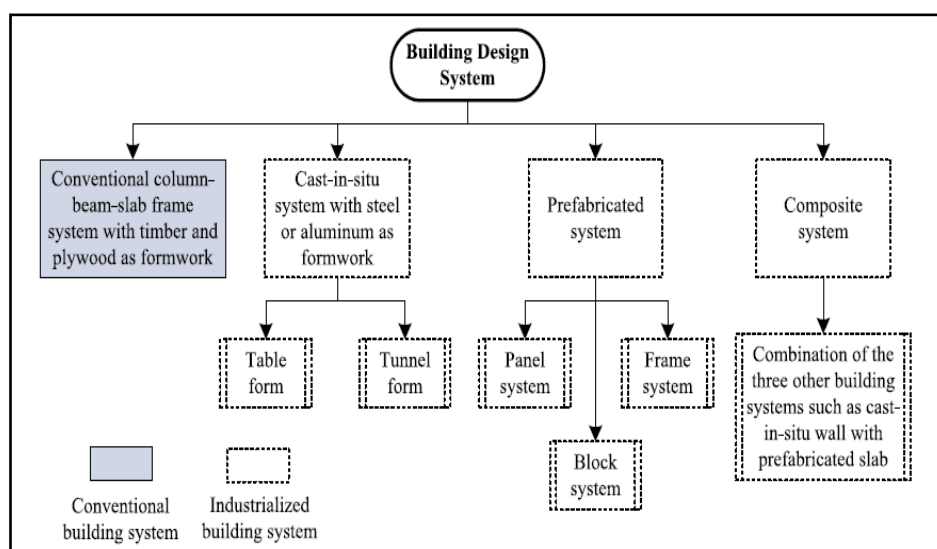 Building Design
System
Conventional column-
beam-slab frame
system with timber and
plywood as formwork
Cast-in-situ
system with steel
or aluminum as
formwork
Prefabricated
system
Composite
system
Table
form
Tunnel
form
Panel
system
Frame
system
Block
system
Combination of the
three other building
systems such as cast-
in-situ wall with
prefabricated slab
Conventional
building system
Industrialized
building system